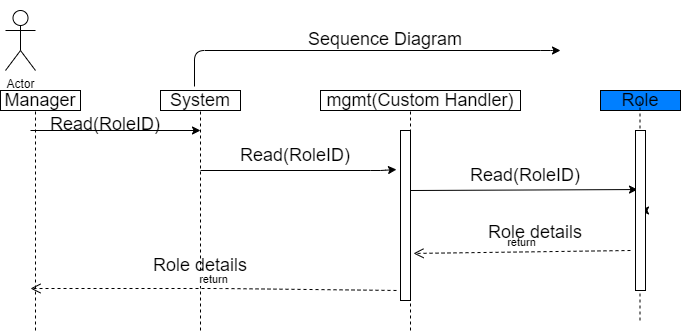 Sequence Diagram
Actor
Manager
System
mgmt(Custom Handler)
Role
Read(RoleID)
Read(RoleID)
Read(RoleID)
Role details
return
Role details
return